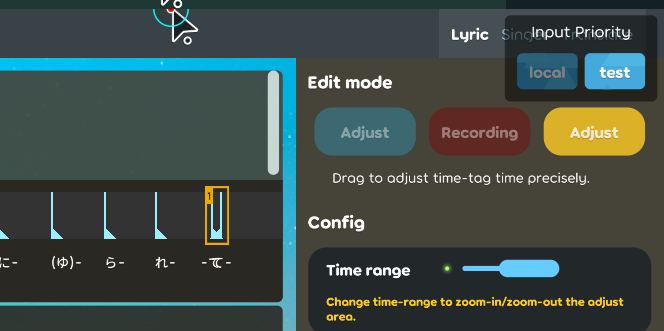 Lyric
Input Priority
local test
Edit mode
Adjust Recording Adjust
Drag to adjust time-tag time precisely.
1
に- (ゆ)- ら- れ- -て-
Config
Time range
Change time-range to zoom-in/zoom-out the adjust
area.